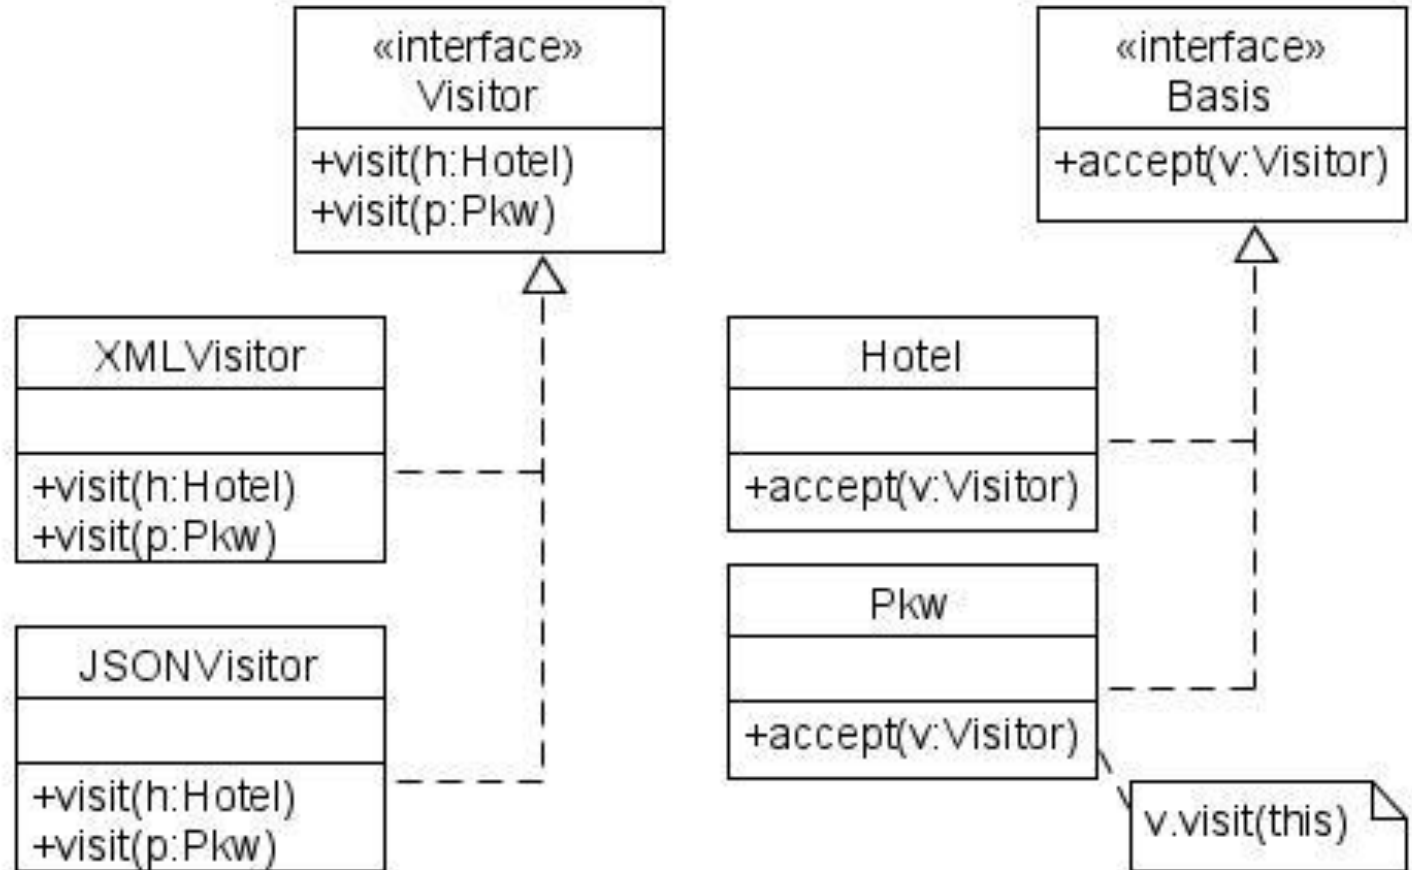 «interface»
Visitor
+visit(h:Hotel)
+visit(p:Pkw)
«interface»
Basis
+accept(v:Visitor)
XMLVisitor
+visit(h:Hotel)
+visit(p:Pkw)
Hotel
+accept(v:Visitor)
JSONVisitor
+visit(h:Hotel)
+visit(p:Pkw)
Pkw
+accept(v:Visitor)
v.visit(this)